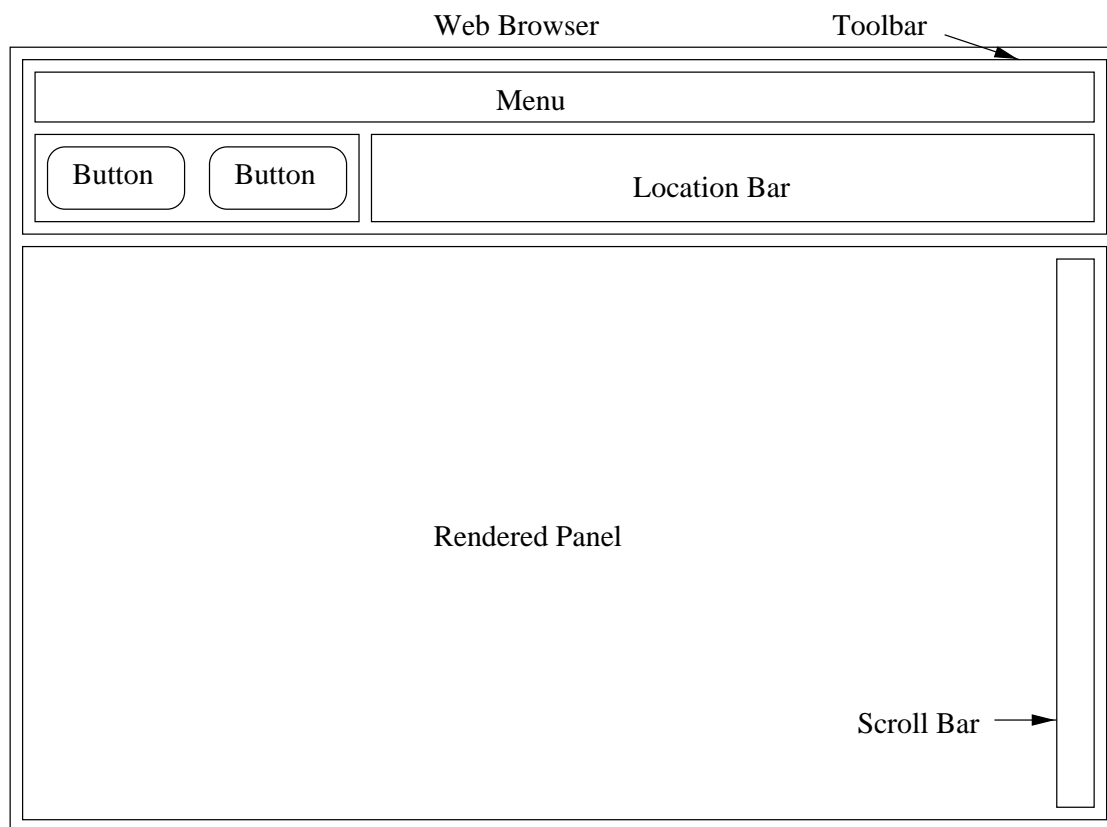 Web Browser
Toolbar
Menu
Button
Button
Location Bar
Rendered Panel
Scroll Bar